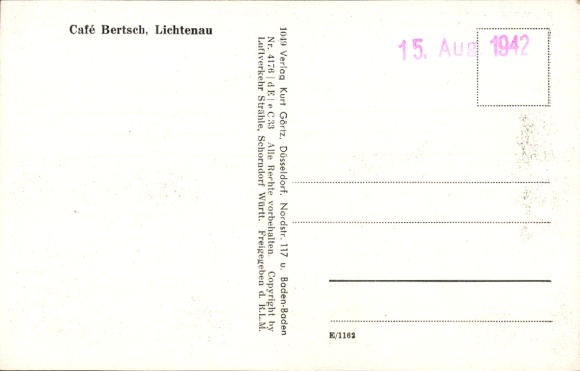 Café Bertsch, Lichtenau
15. Aug 1942
1049 Verlag Kurt Görtz, Düsseldorf, Nordstr. 117 u. Baden-Baden
Nr. 4176 | d E | e C 33 Alle Rechte vorbehalten. Copyright by
Luftverkehr Strähle, Schorndorf Württ. Freigegeben d. R.L.M.
E/1162